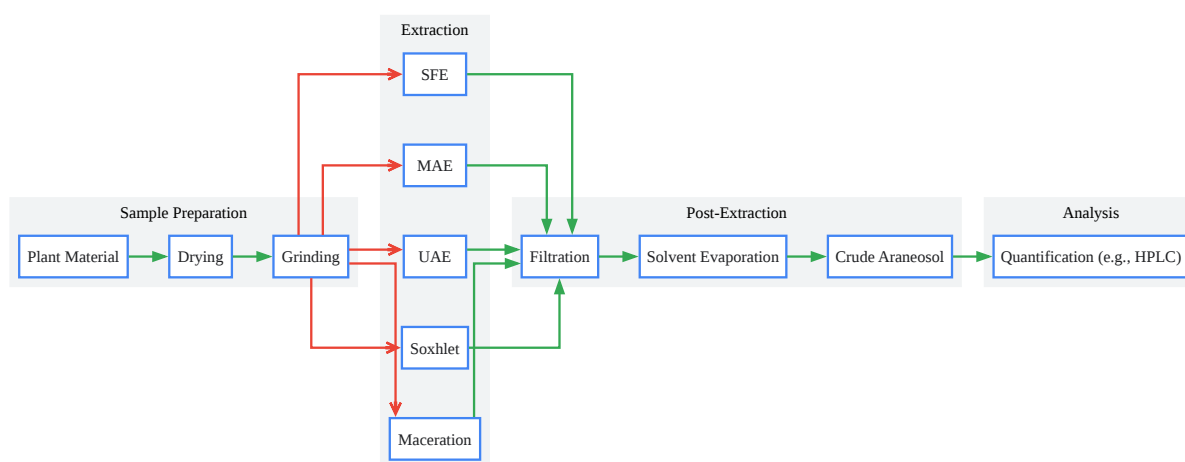 Extraction
SFE
MAE
Sample Preparation
Plant Material
Drying
Grinding
UAE
Soxhlet
Maceration
Post-Extraction
Filtration
Solvent Evaporation
Crude Araneosol
Analysis
Quantification (e.g., HPLC)